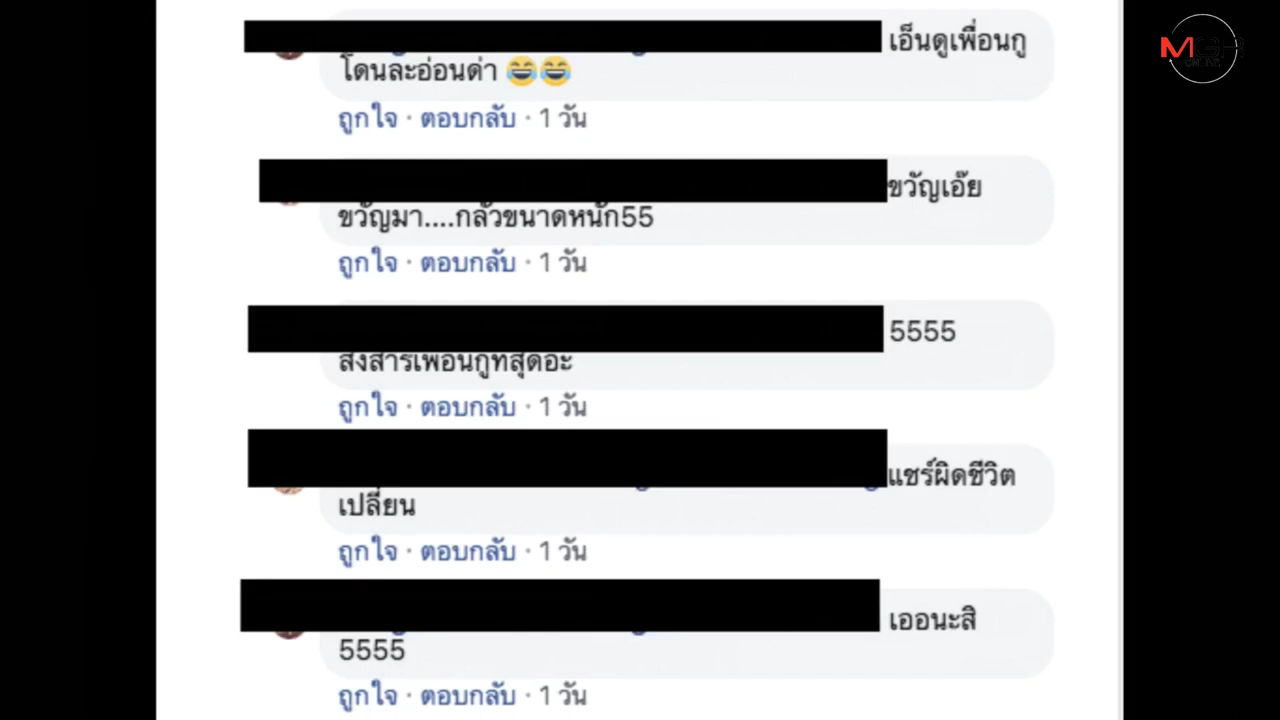 MGR
ONLINE
เอ็นดูเพื่อนกู
โดนละอ่อนด่า 😂😂
ถูกใจ · ตอบกลับ · 1 วัน
ขวัญเอ๊ย
ขวัญมา....กลัวขนาดหนัก55
ถูกใจ · ตอบกลับ · 1 วัน
5555
สงสารเพื่อนกูที่สุดอะ
ถูกใจ · ตอบกลับ · 1 วัน
แชร์ผิดชีวิต
เปลี่ยน
ถูกใจ · ตอบกลับ · 1 วัน
เออนะสิ
5555
ถูกใจ · ตอบกลับ · 1 วัน